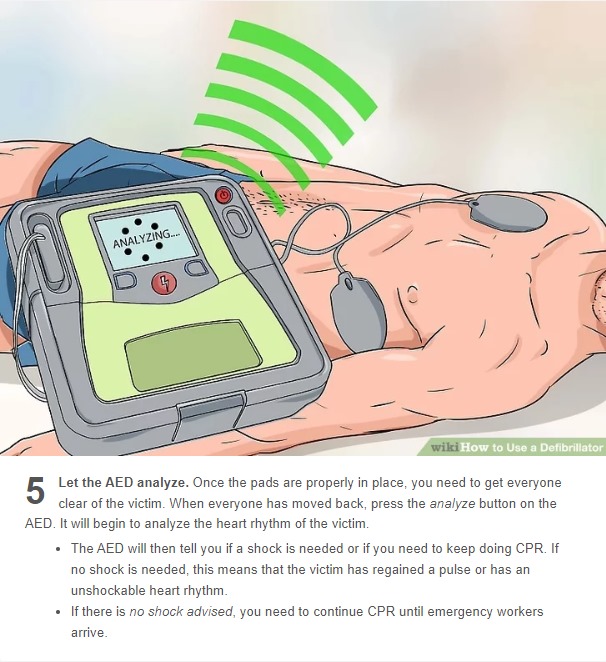 ANALYZING....
wikiHow to Use a Defibrillator
5 Let the AED analyze. Once the pads are properly in place, you need to get everyone
clear of the victim. When everyone has moved back, press the analyze button on the
AED. It will begin to analyze the heart rhythm of the victim.
• The AED will then tell you if a shock is needed or if you need to keep doing CPR. If
no shock is needed, this means that the victim has regained a pulse or has an
unshockable heart rhythm.
• If there is no shock advised, you need to continue CPR until emergency workers
arrive.